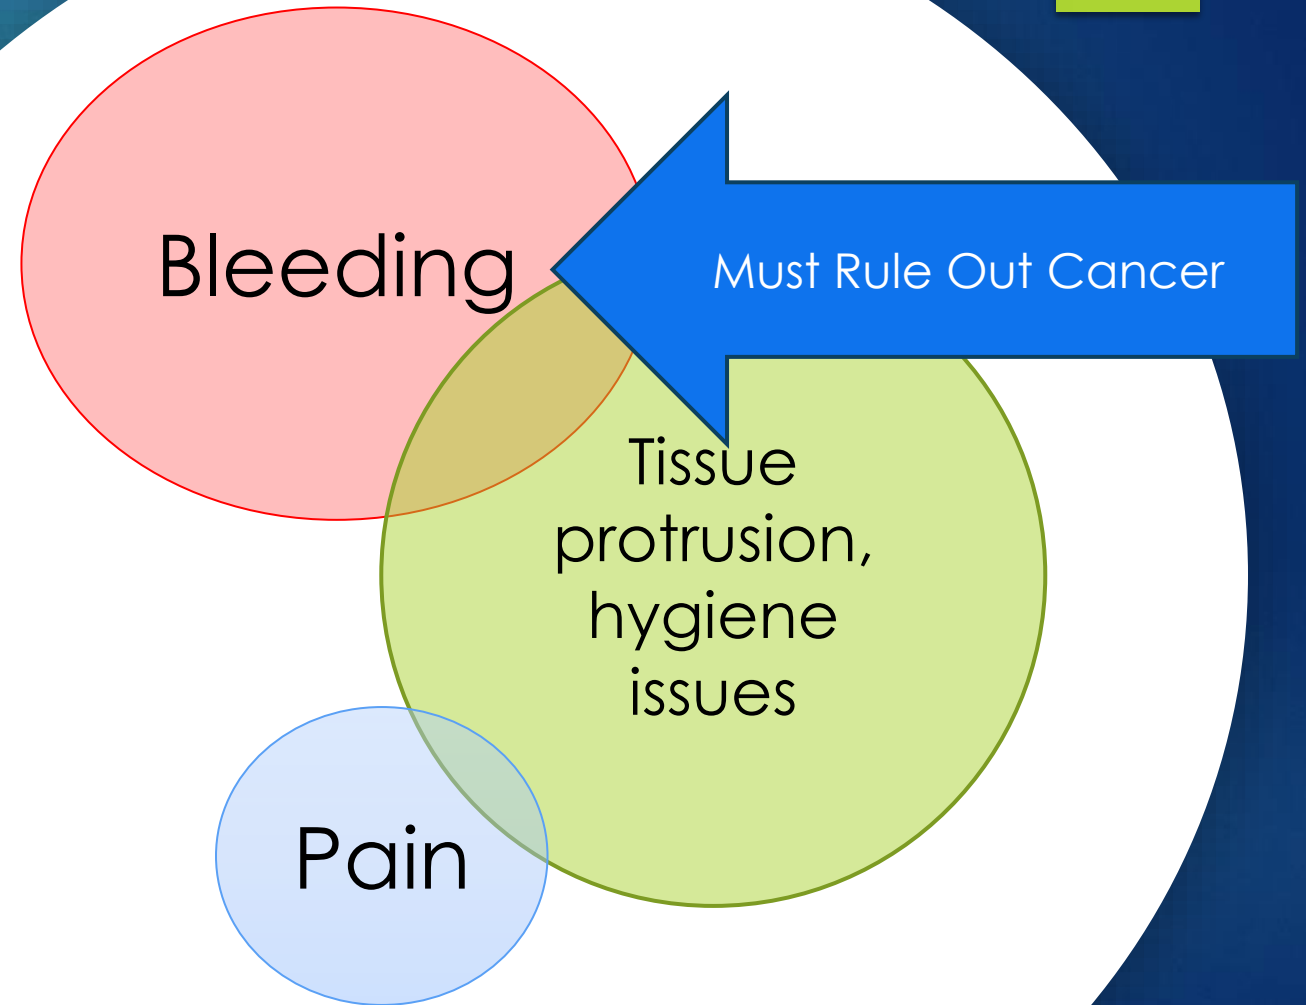 Bleeding
Must Rule Out Cancer
Tissue
protrusion,
hygiene
issues
Pain